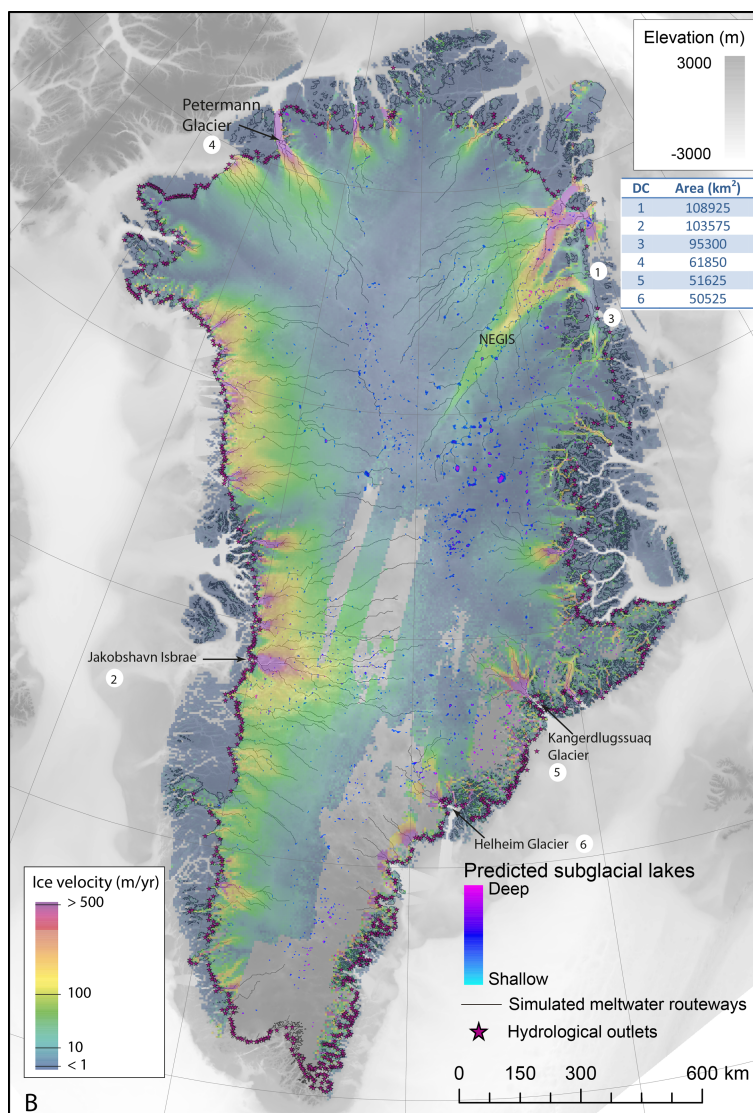 Elevation (m)
3000
-3000
DC Area (km²)
1 108925
2 103575
3 95300
4 61850
5 51625
6 50525
Petermann
Glacier
4
1
3
NEGIS
Jakobshavn Isbrae
2
Kangerdlugssuaq
Glacier
5
Helheim Glacier 6
Ice velocity (m/yr)
> 500
100
10
< 1
Predicted subglacial lakes
Deep
Shallow
Simulated meltwater routeways
Hydrological outlets
0 150 300 600 km
B